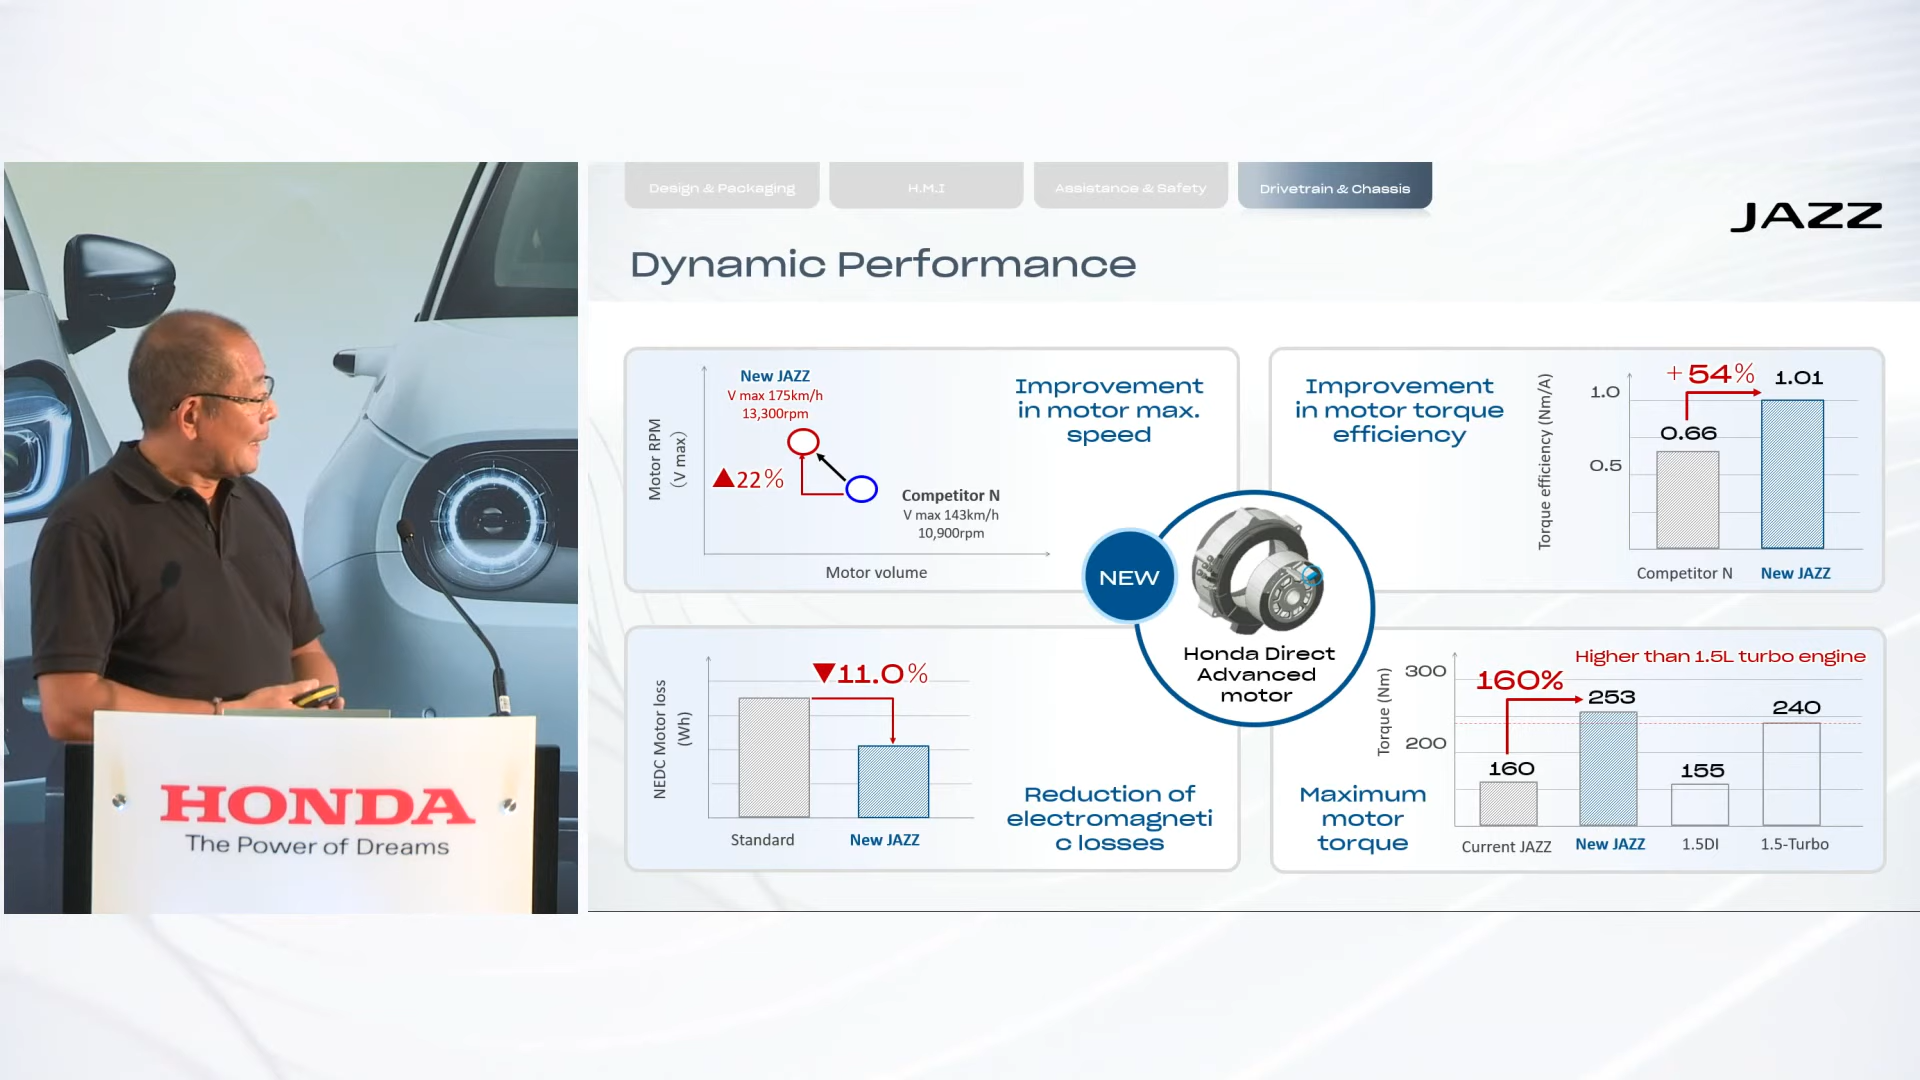 Design & Packaging
H.M.I
Assistance & Safety
Drivetrain & Chassis
JAZZ
Dynamic Performance
New JAZZ
V max 175km/h
13,300rpm
▲22%
Competitor N
V max 143km/h
10,900rpm
Motor RPM
(V max)
Motor volume
Improvement
in motor max.
speed
Improvement
in motor torque
efficiency
Torque efficiency (Nm/A)
1.0
0.5
+54%
1.01
0.66
Competitor N
New JAZZ
NEW
Honda Direct
Advanced
motor
NEDC Motor loss
(Wh)
▼11.0%
Standard
New JAZZ
Reduction of
electromagneti
c losses
Maximum
motor
torque
Torque (Nm)
300
200
Higher than 1.5L turbo engine
160%
253
240
160
155
Current JAZZ
New JAZZ
1.5DI
1.5-Turbo
HONDA
The Power of Dreams